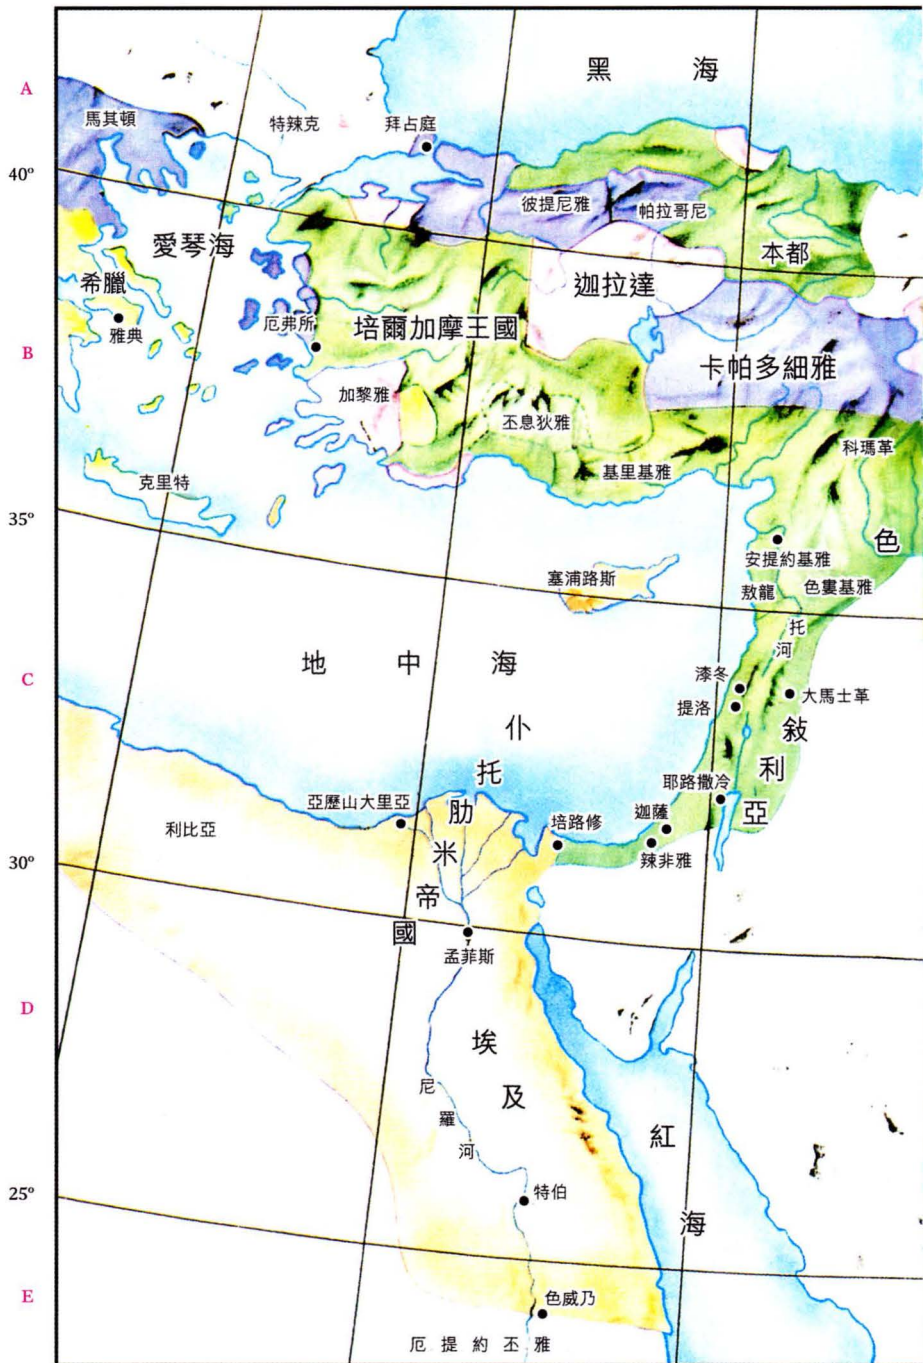 A
黑海
馬其頓
特辣克
拜占庭
40°
彼提尼雅
帕拉哥尼
愛琴海
本都
希臘
迦拉達
雅典
厄弗所
培爾加摩王國
B
卡帕多細雅
加黎雅
丕息狄雅
科瑪革
基里基雅
克里特
35°
色
安提約基雅
塞浦路斯
色婁基雅
敖龍托河
地中海
C
漆冬
提洛
大馬士革
敍利亞
仆托肋米帝國
耶路撒冷
亞歷山大里亞
利比亞
培路修
迦薩
辣非雅
30°
孟菲斯
D
埃及
尼羅河
紅海
25°
特伯
E
色威乃
厄提約丕雅